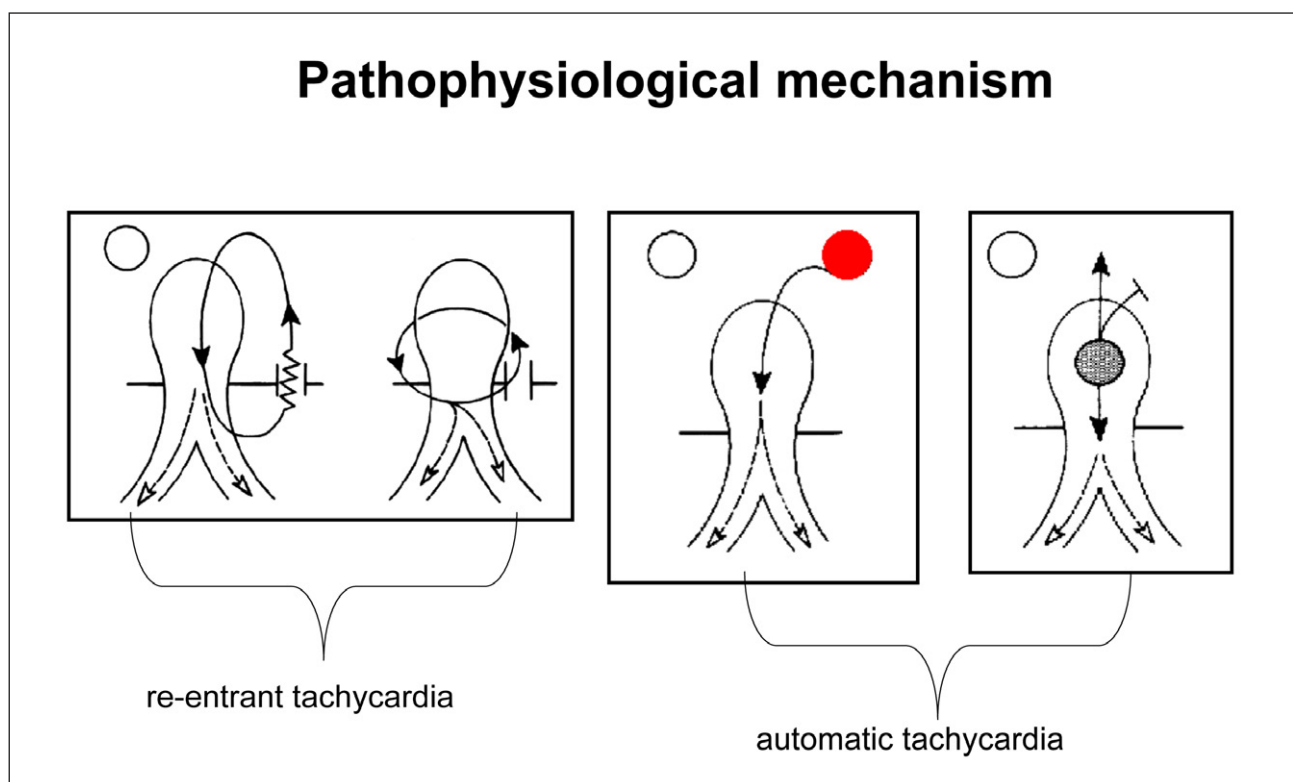 Pathophysiological mechanism
re-entrant tachycardia
automatic tachycardia